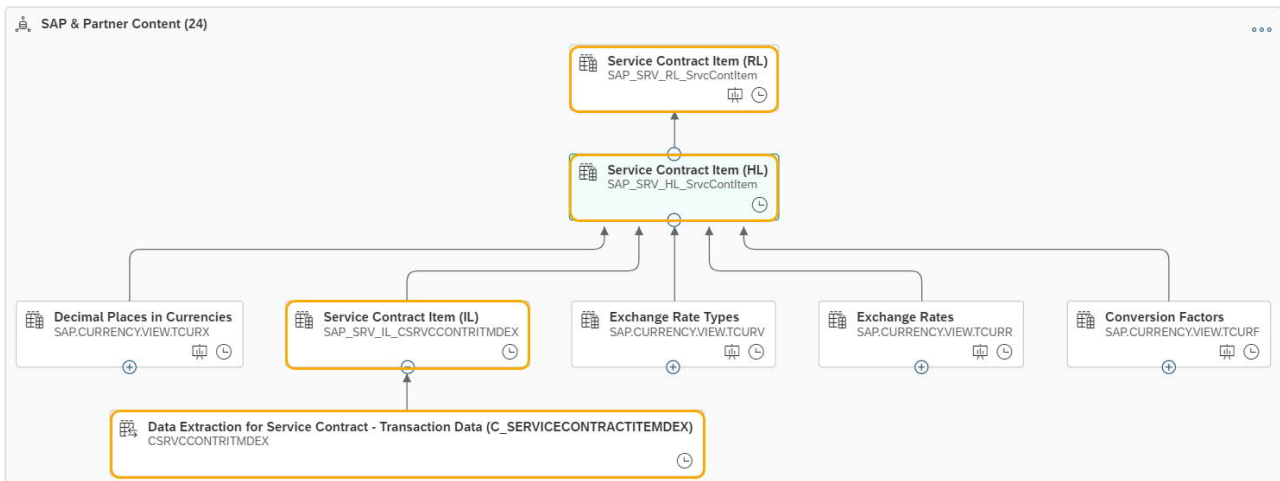 SAP & Partner Content (24)
Service Contract Item (RL)
SAP_SRV_RL_SrvcContItem
Service Contract Item (HL)
SAP_SRV_HL_SrvcContItem
Decimal Places in Currencies
SAP.CURRENCY.VIEW.TCURX
Service Contract Item (IL)
SAP_SRV_IL_CSRVCCONTRITMDEX
Exchange Rate Types
SAP.CURRENCY.VIEW.TCURV
Exchange Rates
SAP.CURRENCY.VIEW.TCURR
Conversion Factors
SAP.CURRENCY.VIEW.TCURF
Data Extraction for Service Contract - Transaction Data (C_SERVICECONTRACTITEMDEX)
CSRVCCONTRITMDEX